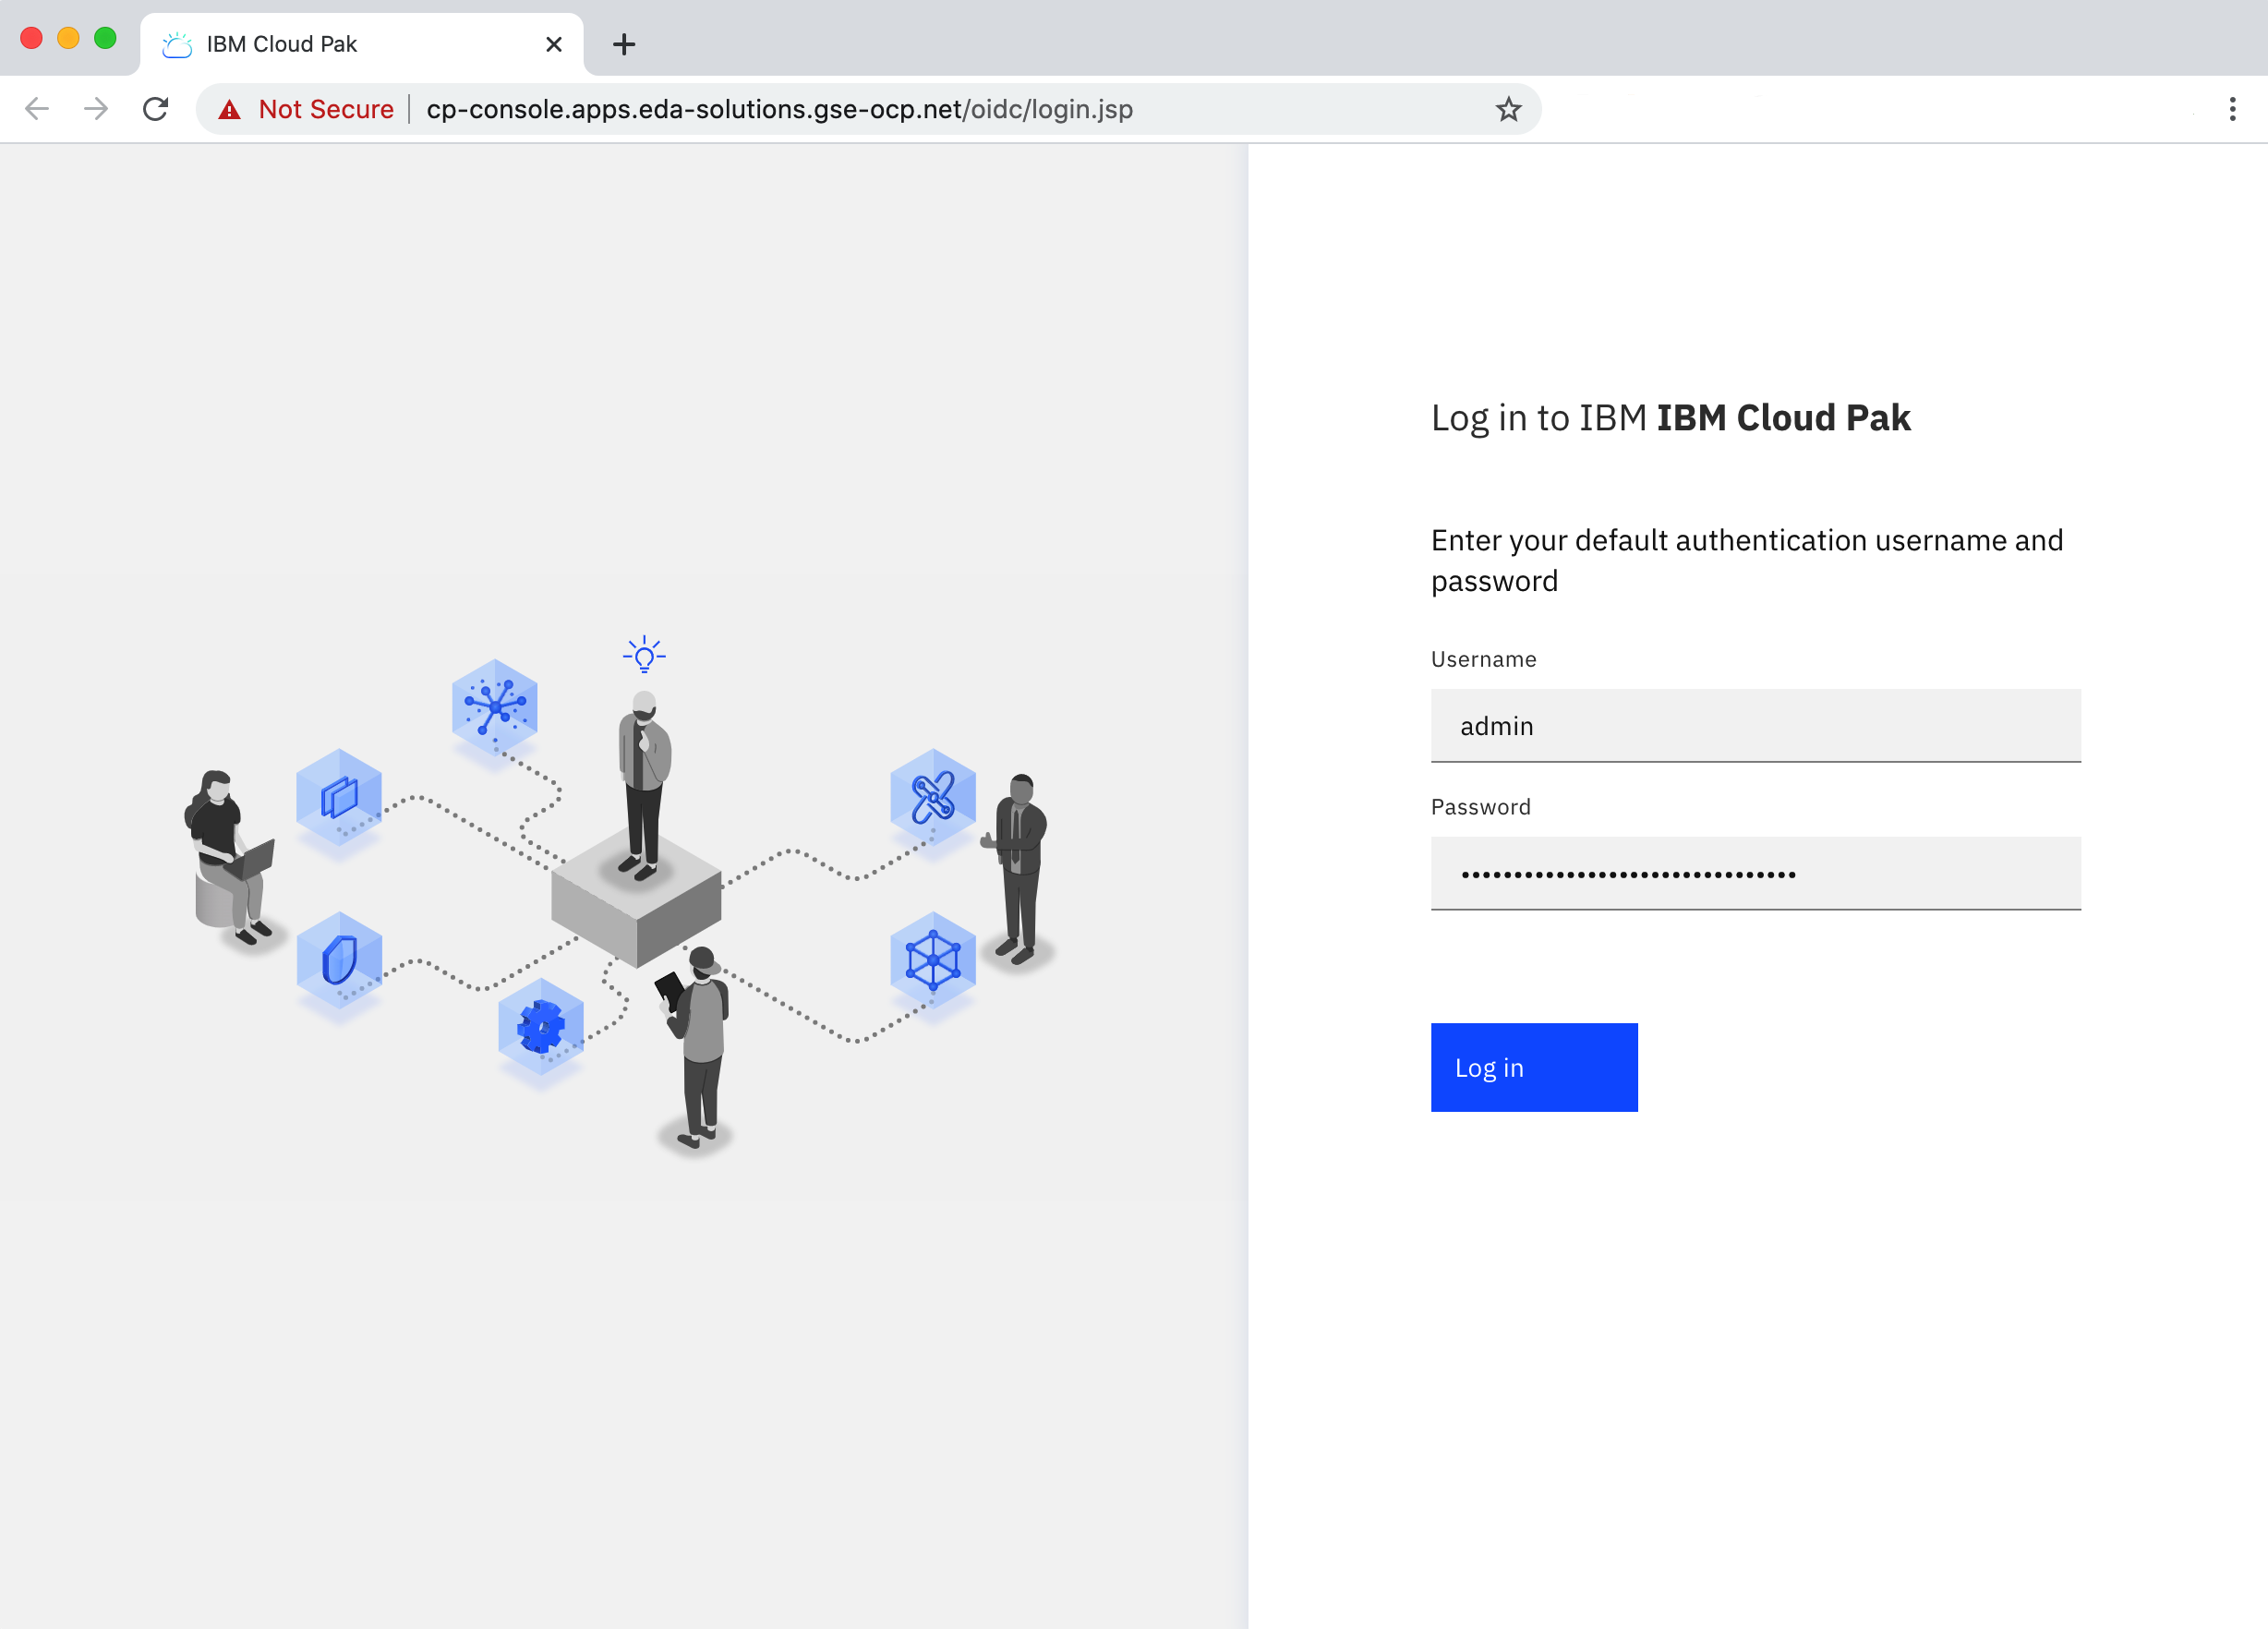 IBM Cloud Pak
Not Secure cp-console.apps.eda-solutions.gse-ocp.net/oidc/login.jsp
Log in to IBM IBM Cloud Pak
Enter your default authentication username and
password
Username
admin
Password
••••••••••••••••••••••••••••••••
Log in